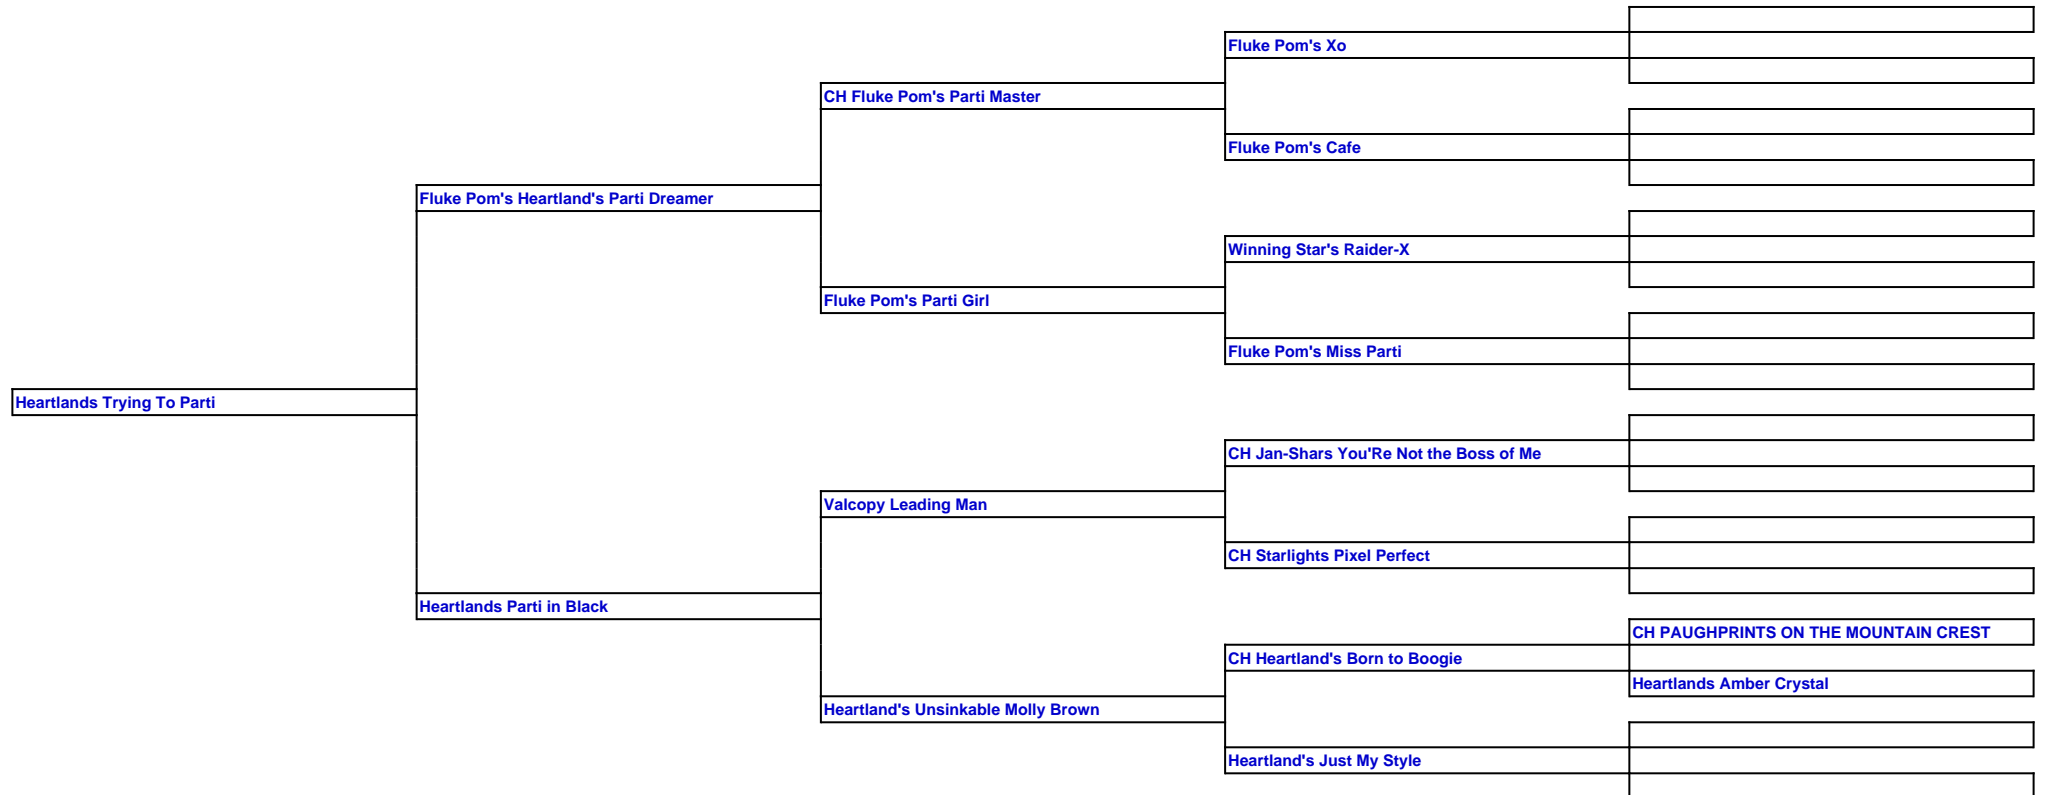 Fluke Pom's Xo
CH Fluke Pom's Parti Master
Fluke Pom's Cafe
Fluke Pom's Heartland's Parti Dreamer
Winning Star's Raider-X
Fluke Pom's Parti Girl
Fluke Pom's Miss Parti
Heartlands Trying To Parti
CH Jan-Shars You'Re Not the Boss of Me
Valcopy Leading Man
CH Starlights Pixel Perfect
Heartlands Parti in Black
CH PAUGHPRINTS ON THE MOUNTAIN CREST
CH Heartland's Born to Boogie
Heartlands Amber Crystal
Heartland's Unsinkable Molly Brown
Heartland's Just My Style